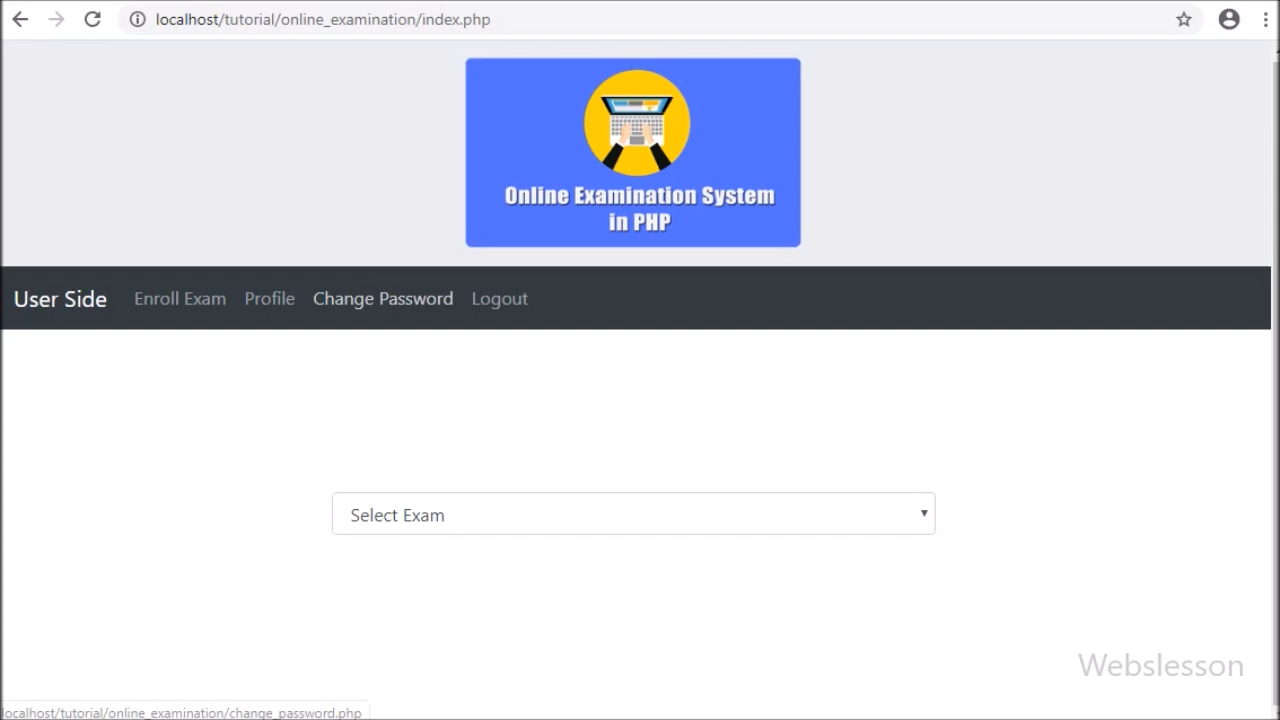 localhost/tutorial/online_examination/index.php
Online Examination System
in PHP
User Side Enroll Exam Profile Change Password Logout
Select Exam
Webslesson
localhost/tutorial/online_examination/change_password.php